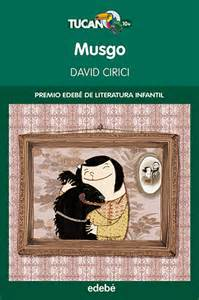 TUCAN 10+
Musgo
DAVID CIRICI
PREMIO EDEBÉ DE LITERATURA INFANTIL
edebé